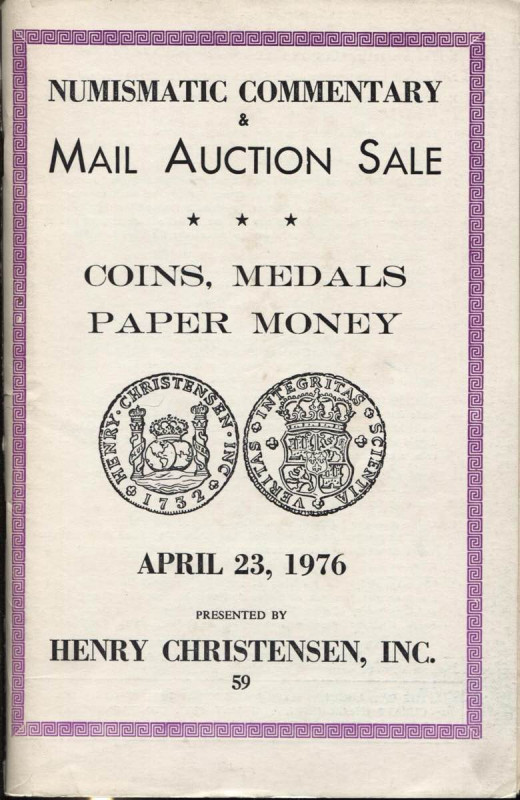 NUMISMATIC COMMENTARY
&
MAIL AUCTION SALE
★ ★ ★
COINS, MEDALS
PAPER MONEY
HENRY·CHRISTENSEN·INC·
1732
VERITAS INTEGRITAS SCIENTIA
APRIL 23, 1976
PRESENTED BY
HENRY CHRISTENSEN, INC.
59